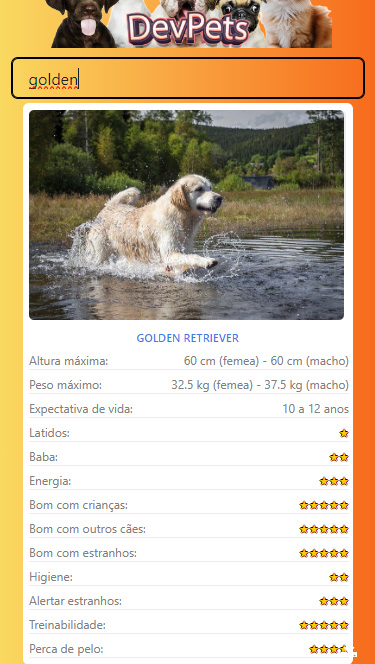 DevPets
golden
GOLDEN RETRIEVER
Altura máxima: 60 cm (femea) - 60 cm (macho)
Peso máximo: 32.5 kg (femea) - 37.5 kg (macho)
Expectativa de vida: 10 a 12 anos
Latidos:
Baba:
Energia:
Bom com crianças:
Bom com outros cães:
Bom com estranhos:
Higiene:
Alertar estranhos:
Treinabilidade:
Perca de pelo: